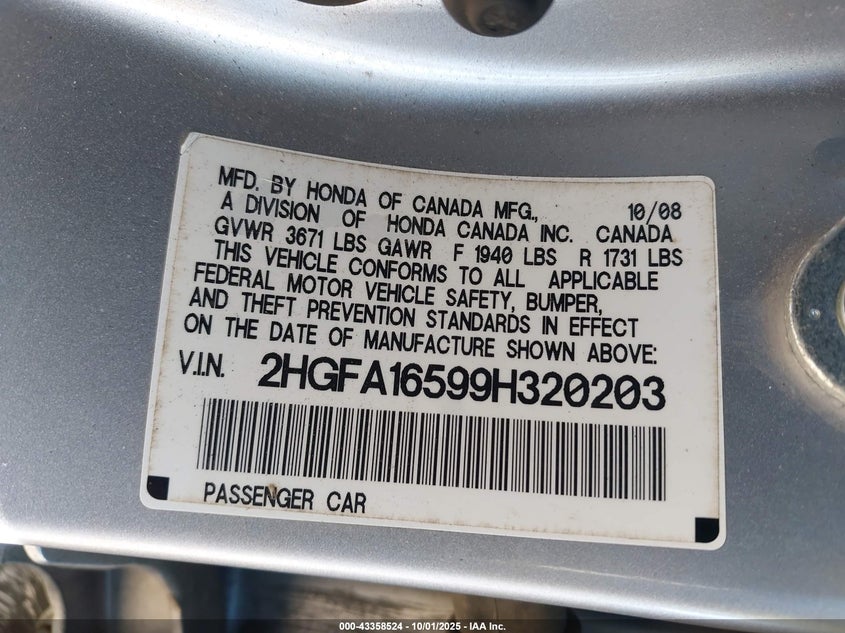 MFD. BY HONDA OF CANADA MFG., 10/08
A DIVISION OF HONDA CANADA INC. CANADA
GVWR 3671 LBS GAWR F 1940 LBS R 1731 LBS
THIS VEHICLE CONFORMS TO ALL APPLICABLE
FEDERAL MOTOR VEHICLE SAFETY, BUMPER,
AND THEFT PREVENTION STANDARDS IN EFFECT
ON THE DATE OF MANUFACTURE SHOWN ABOVE:
V.I.N. 2HGFA16599H320203
PASSENGER CAR
000-43358524 - 10/01/2025 - IAA Inc.